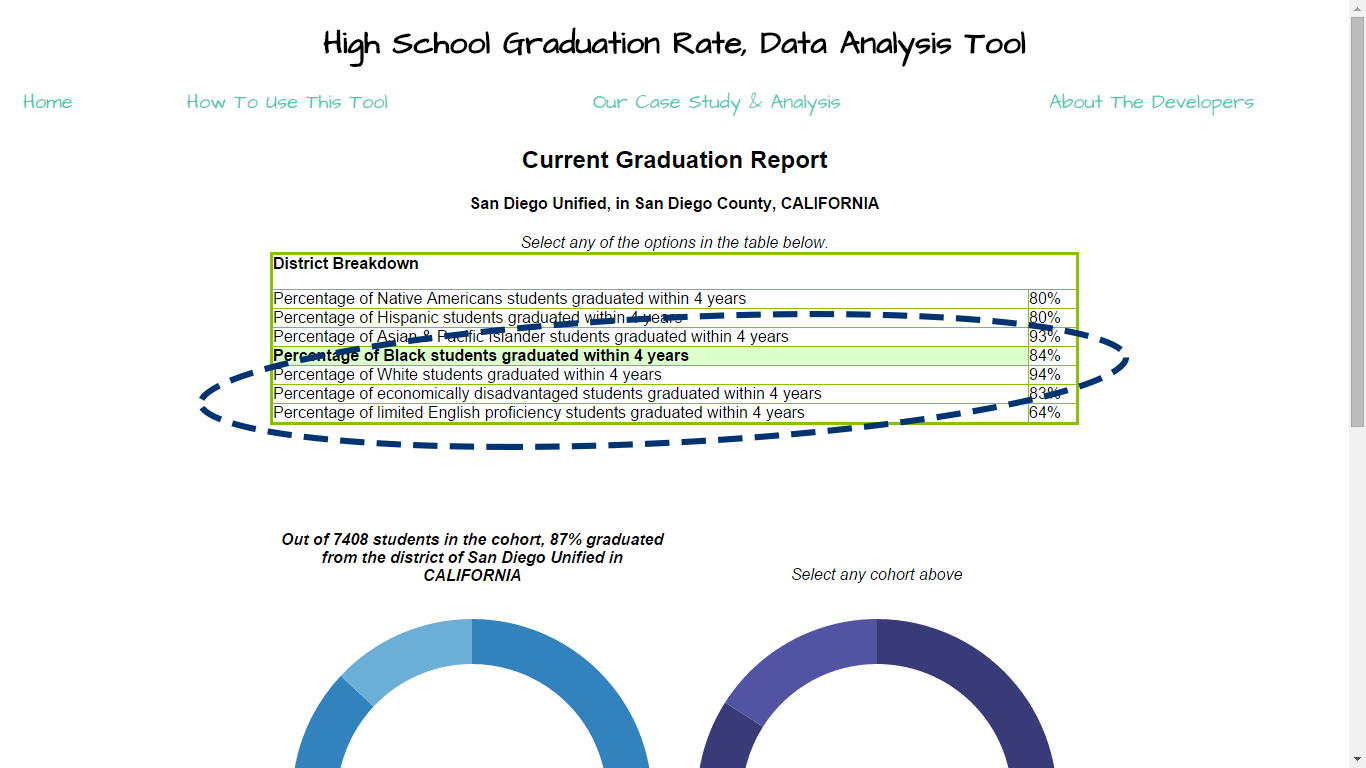 High School Graduation Rate, Data Analysis Tool
Home How To Use This Tool Our Case Study & Analysis About The Developers
Current Graduation Report
San Diego Unified, in San Diego County, CALIFORNIA
Select any of the options in the table below.
District Breakdown
Percentage of Native Americans students graduated within 4 years 80%
Percentage of Hispanic students graduated within 4 years 80%
Percentage of Asian & Pacific Islander students graduated within 4 years 93%
Percentage of Black students graduated within 4 years 84%
Percentage of White students graduated within 4 years 94%
Percentage of economically disadvantaged students graduated within 4 years 83%
Percentage of limited English proficiency students graduated within 4 years 64%
Out of 7408 students in the cohort, 87% graduated
from the district of San Diego Unified in
CALIFORNIA
Select any cohort above